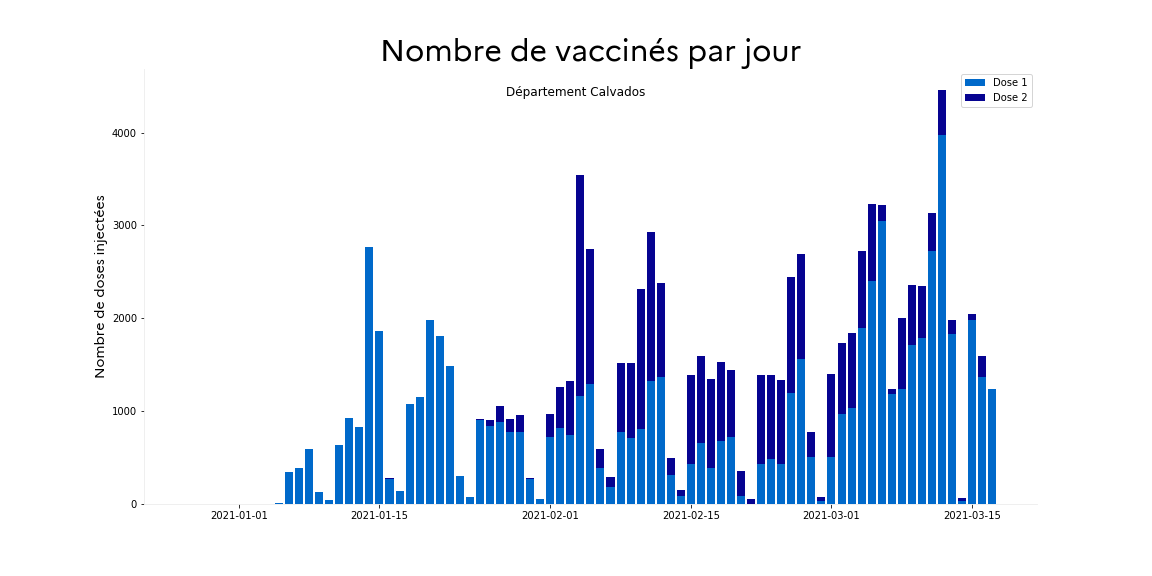 Nombre de vaccinés par jour
Département Calvados
Dose 1
Dose 2
Nombre de doses injectées
4000
3000
2000
1000
0
2021-01-01
2021-01-15
2021-02-01
2021-02-15
2021-03-01
2021-03-15